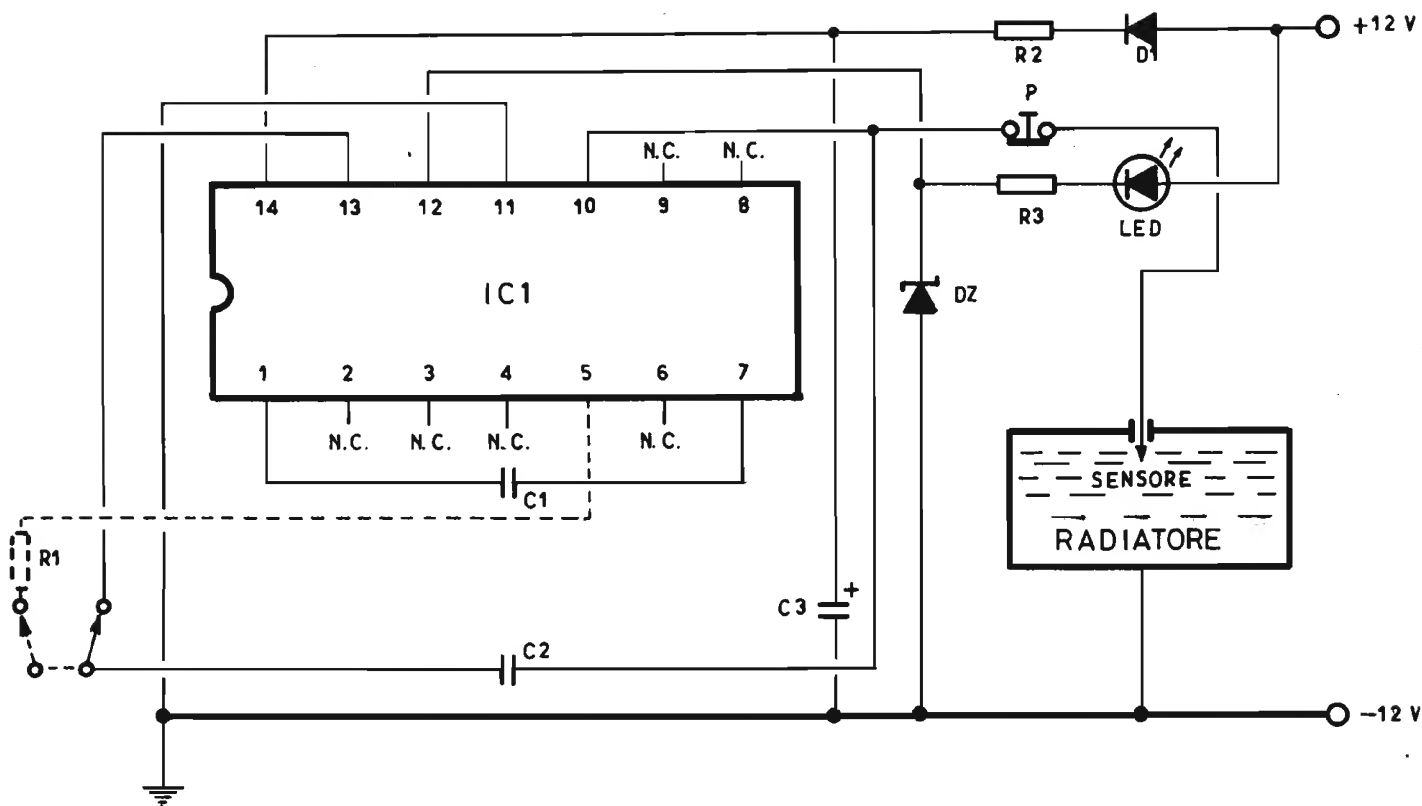 +12 V
R2
D1
P
N.C.
N.C.
14 13 12 11 10 9 8
R3
LED
IC1
DZ
1 2 3 4 5 6 7
N.C.
N.C.
N.C.
N.C.
SENSORE
C1
RADIATORE
R1
C3
+
C2
−12 V